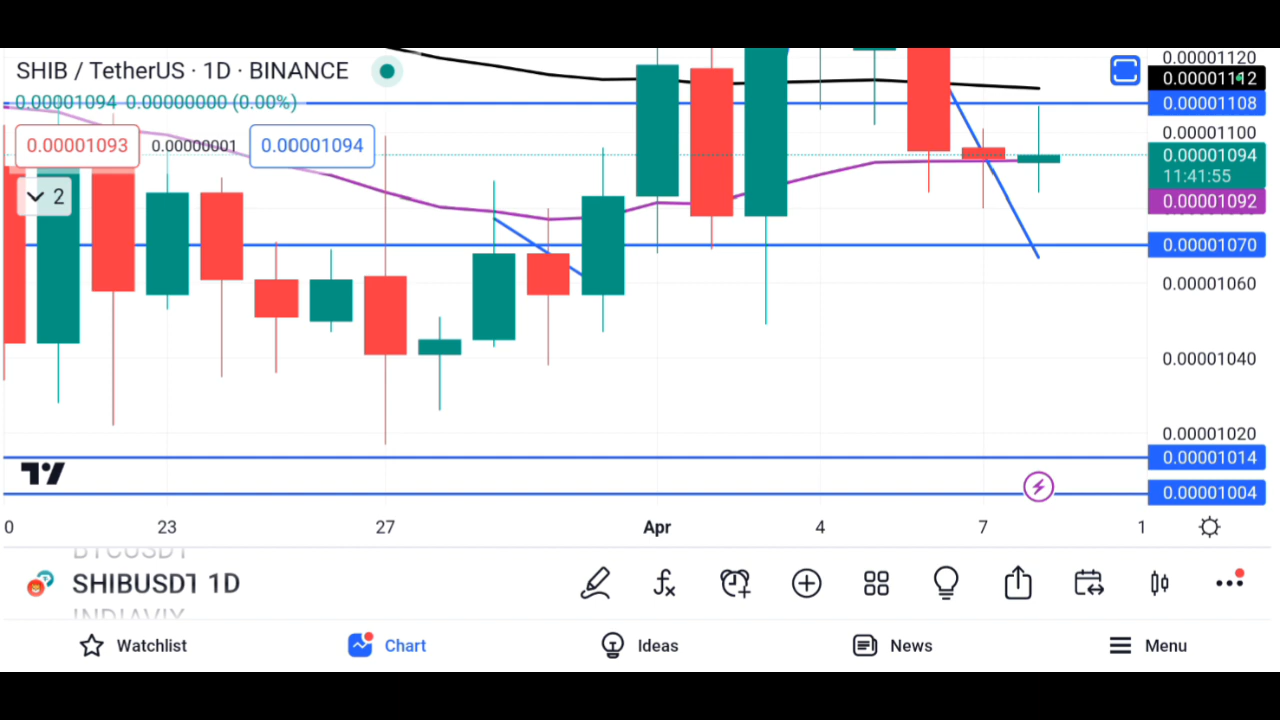 SHIB / TetherUS · 1D · BINANCE
0.00001094 0.00000000 (0.00%)
0.00001093 0.00000001 0.00001094
2
0.00001120
0.00001112
0.00001108
0.00001100
0.00001094
11:41:55
0.00001092
0.00001070
0.00001060
0.00001040
0.00001020
0.00001014
0.00001004
0 23 27 Apr 4 7 1
BTCUSDT
SHIBUSDT 1D
INDIAVIX
Watchlist Chart Ideas News Menu